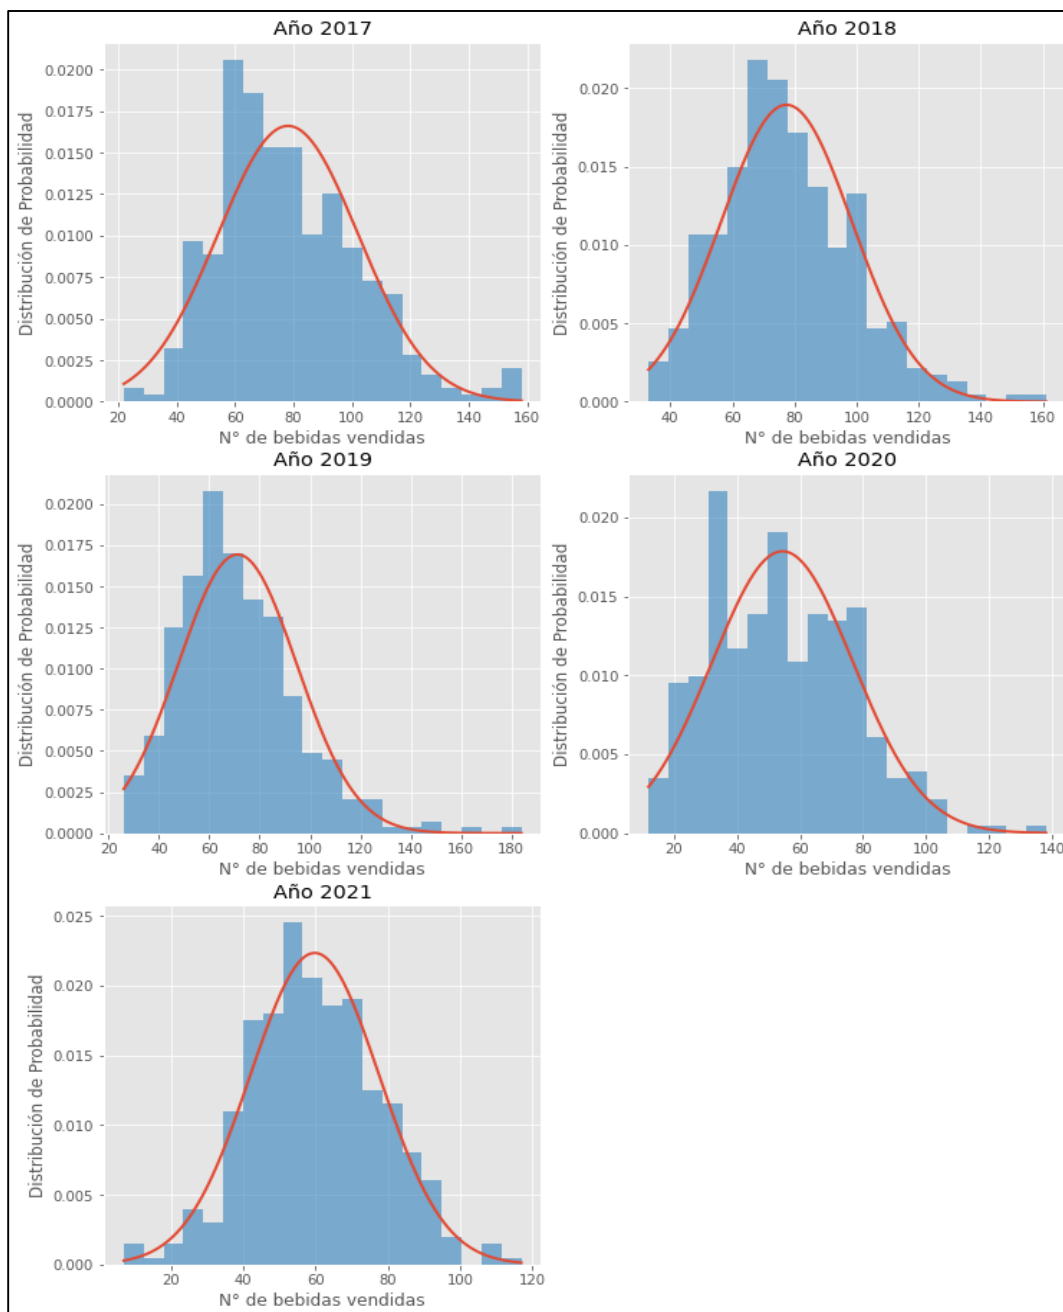 Año 2017
Distribución de Probabilidad
0.0200
0.0175
0.0150
0.0125
0.0100
0.0075
0.0050
0.0025
0.0000
20 40 60 80 100 120 140 160
N° de bebidas vendidas
Año 2018
Distribución de Probabilidad
0.020
0.015
0.010
0.005
0.000
40 60 80 100 120 140 160
N° de bebidas vendidas
Año 2019
Distribución de Probabilidad
0.0200
0.0175
0.0150
0.0125
0.0100
0.0075
0.0050
0.0025
0.0000
20 40 60 80 100 120 140 160 180
N° de bebidas vendidas
Año 2020
Distribución de Probabilidad
0.020
0.015
0.010
0.005
0.000
20 40 60 80 100 120 140
N° de bebidas vendidas
Año 2021
Distribución de Probabilidad
0.025
0.020
0.015
0.010
0.005
0.000
20 40 60 80 100 120
N° de bebidas vendidas